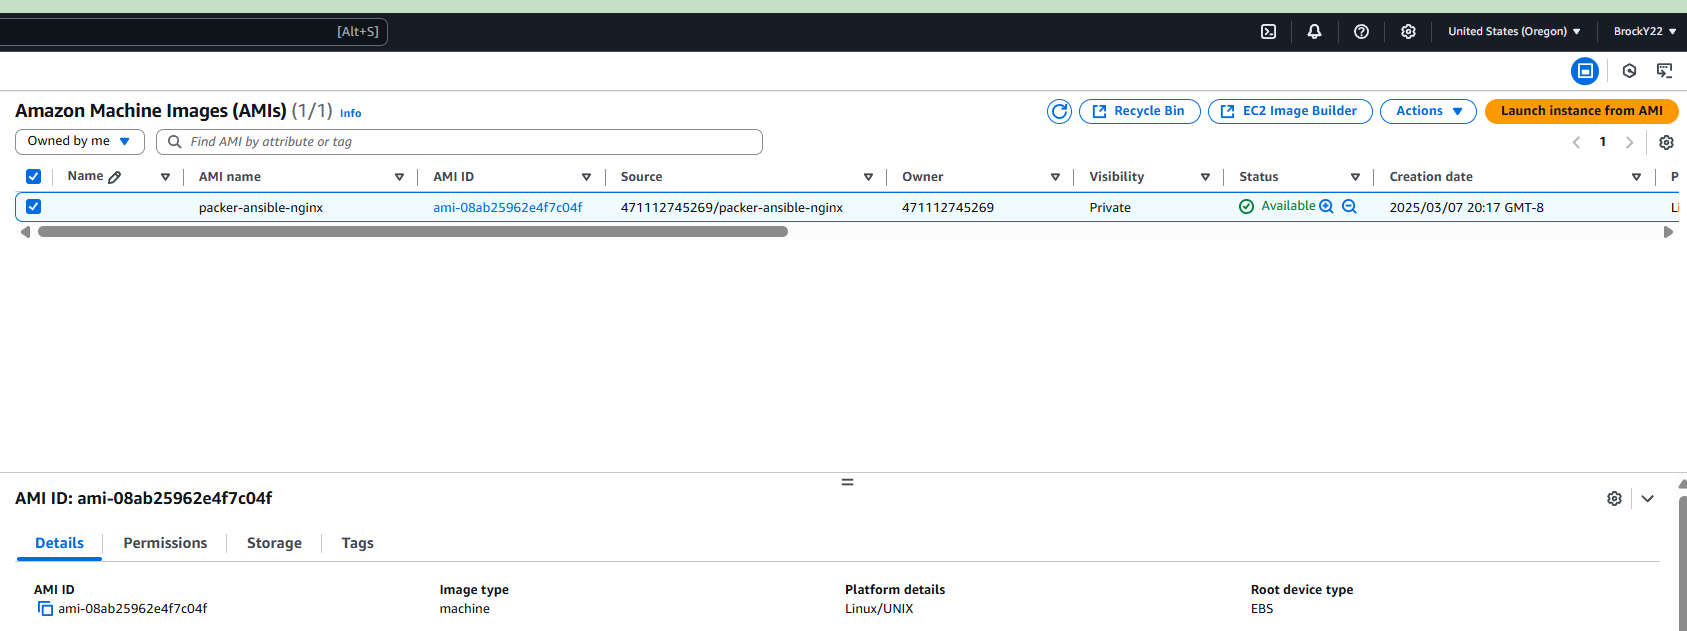 [Alt+S]
United States (Oregon)
BrockY22
Amazon Machine Images (AMIs) (1/1) Info
Recycle Bin
EC2 Image Builder
Actions
Launch instance from AMI
Owned by me
Find AMI by attribute or tag
1
Name
AMI name
AMI ID
Source
Owner
Visibility
Status
Creation date
P
packer-ansible-nginx
ami-08ab25962e4f7c04f
471112745269/packer-ansible-nginx
471112745269
Private
Available
2025/03/07 20:17 GMT-8
Li
AMI ID: ami-08ab25962e4f7c04f
Details
Permissions
Storage
Tags
AMI ID
Image type
Platform details
Root device type
ami-08ab25962e4f7c04f
machine
Linux/UNIX
EBS